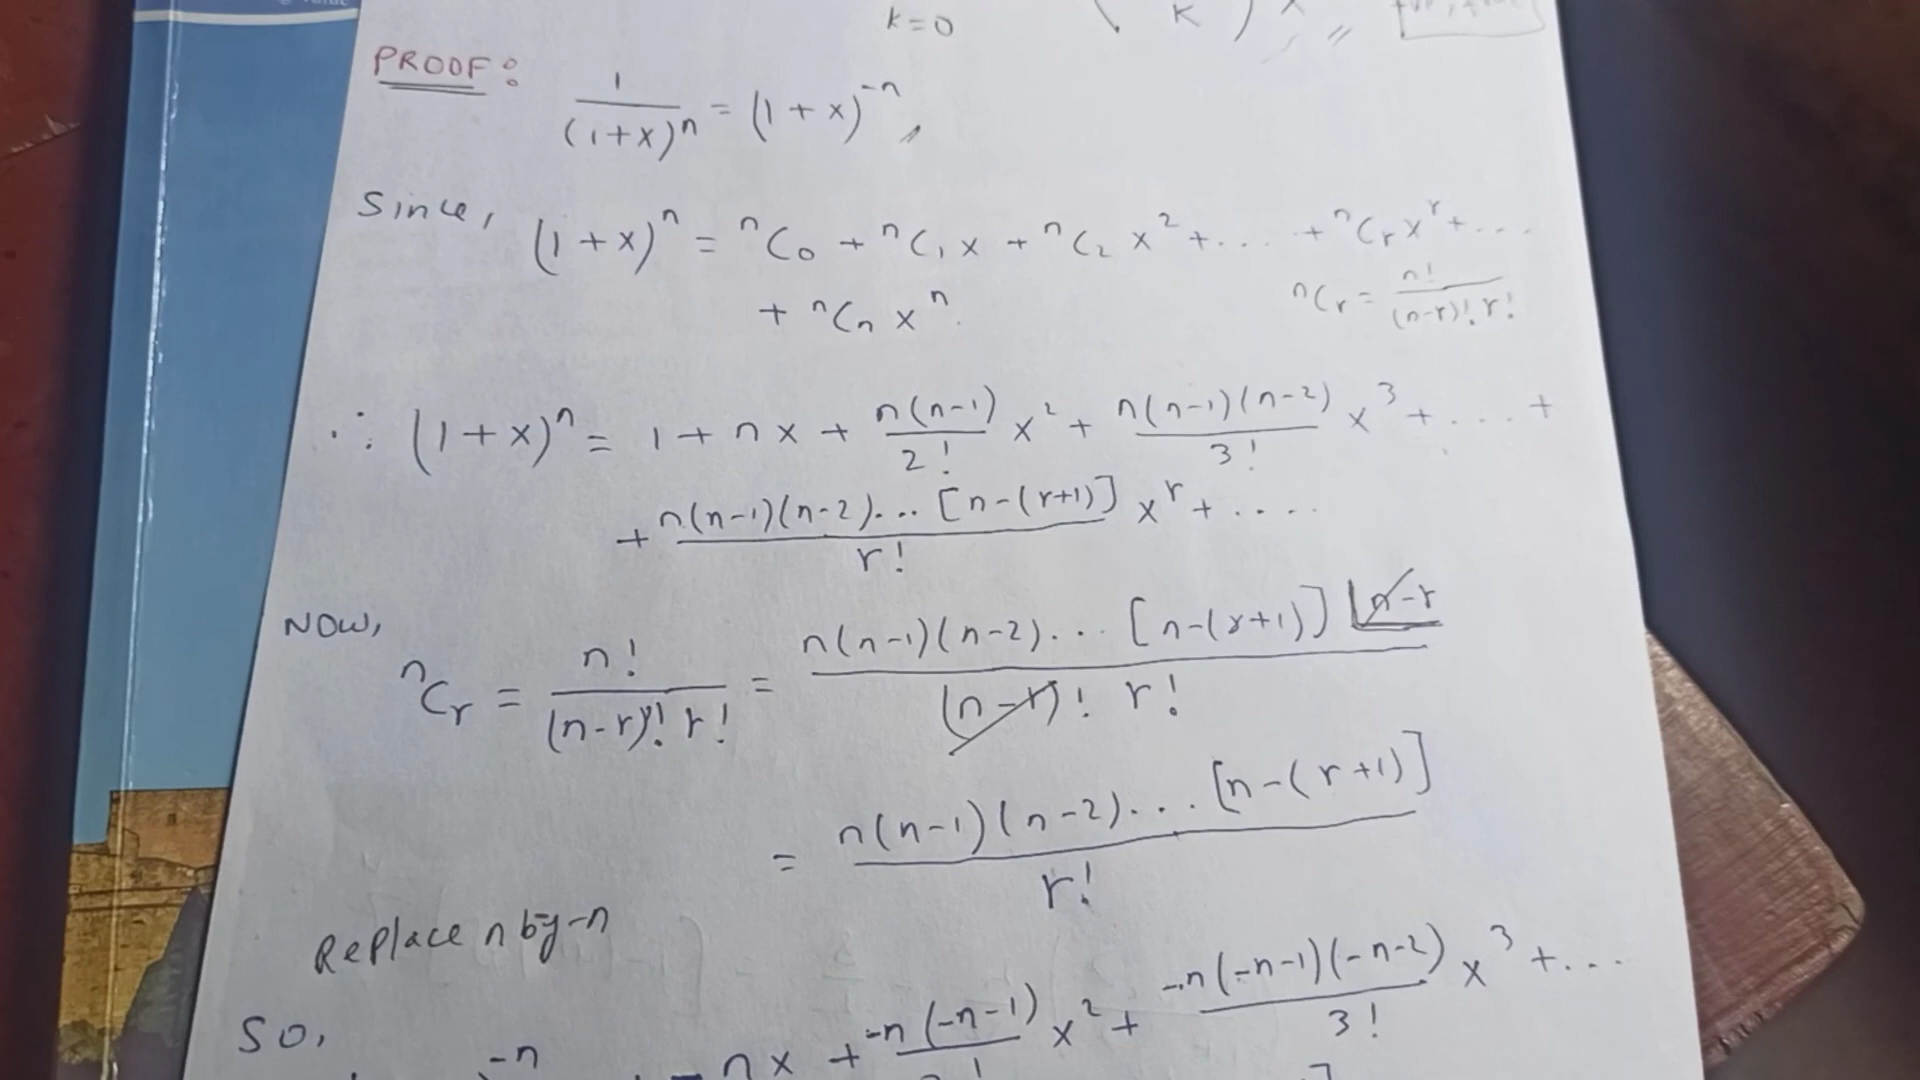 k=0
K
PROOF:
1/(1+x)^n = (1+x)^-n,
Since, (1+x)^n = ^nC_0 + ^nC_1 x + ^nC_2 x^2 + .... + ^nC_r x^r + ...
+ ^nC_n x^n.
^nC_r = n!/(n-r)! r!
∴ (1+x)^n = 1 + nx + n(n-1)/2! x^2 + n(n-1)(n-2)/3! x^3 + .... +
+ n(n-1)(n-2)... [n-(r+1)]/r! x^r + ....
NOW,
^nC_r = n!/(n-r)! r! = n(n-1)(n-2)... [n-(r+1)] |n-r/(n-r)! r!
= n(n-1)(n-2)... [n-(r+1)]/r!
Replace n by -n
So,
-n - nx + -n(-n-1) x^2 + -n(-n-1)(-n-2)/3! x^3 + ...